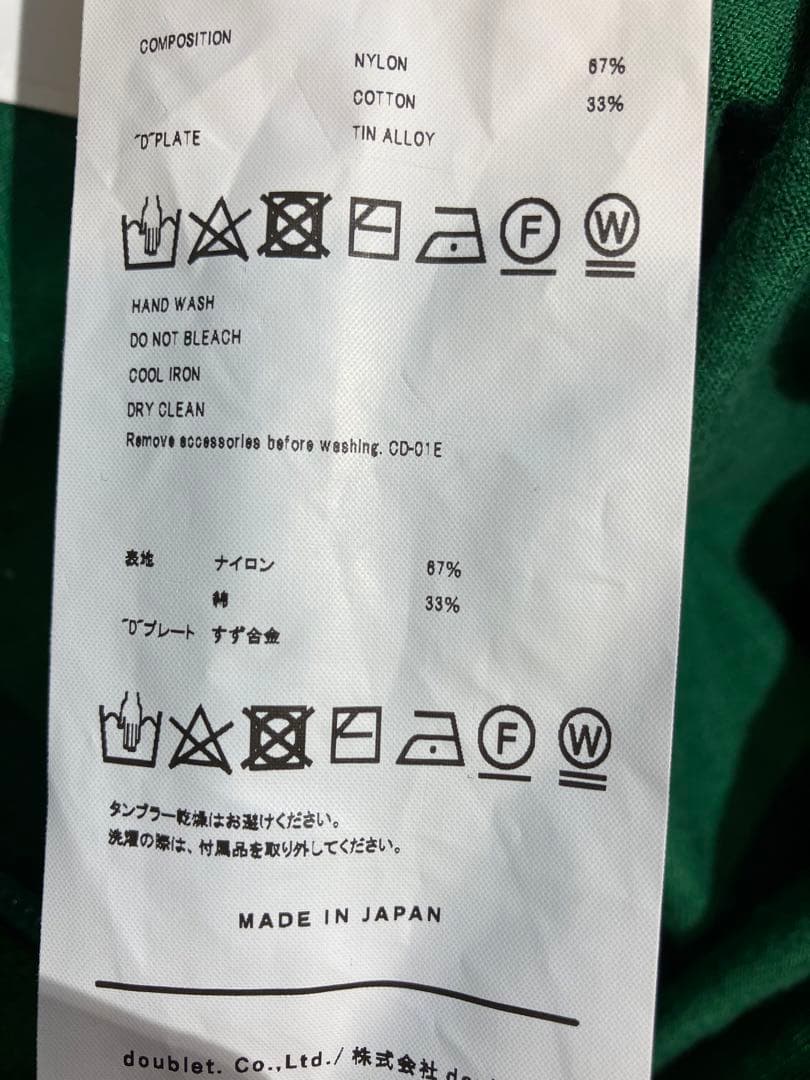 COMPOSITION
NYLON 67%
COTTON 33%
"D"PLATE TIN ALLOY
F W
HAND WASH
DO NOT BLEACH
COOL IRON
DRY CLEAN
Remove accessories before washing. CD-01E
表地 ナイロン 67%
綿 33%
"D"プレート すず合金
F W
タンブラー乾燥はお避けください。
洗濯の際は、付属品を取り外してください。
MADE IN JAPAN
doublet. Co.,Ltd./ 株式会社